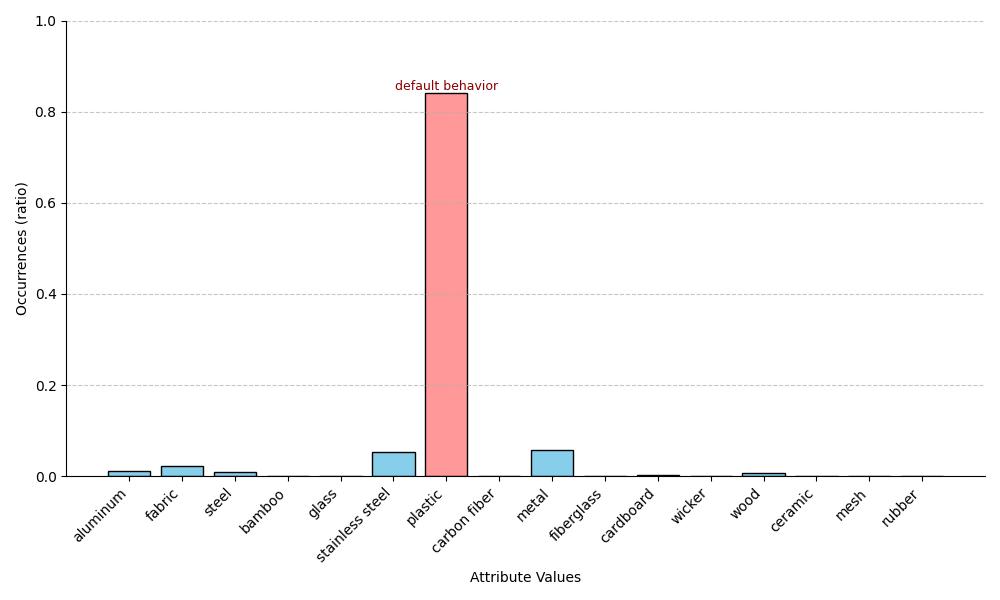 default behavior
1.0
0.8
0.6
0.4
0.2
0.0
Occurrences (ratio)
aluminum
fabric
steel
bamboo
glass
stainless steel
plastic
carbon fiber
metal
fiberglass
cardboard
wicker
wood
ceramic
mesh
rubber
Attribute Values